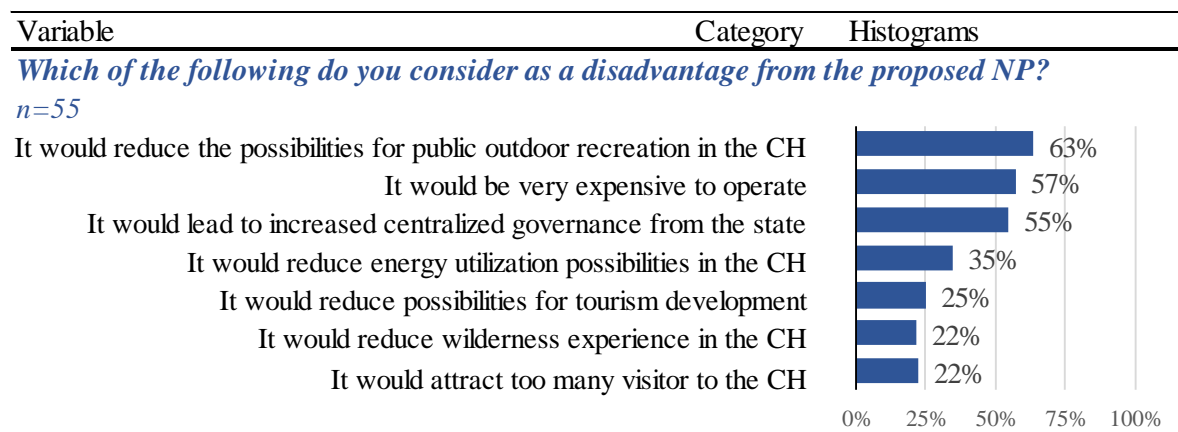 Variable Category Histograms
Which of the following do you consider as a disadvantage from the proposed NP?
n=55
It would reduce the possibilities for public outdoor recreation in the CH 63%
It would be very expensive to operate 57%
It would lead to increased centralized governance from the state 55%
It would reduce energy utilization possibilities in the CH 35%
It would reduce possibilities for tourism development 25%
It would reduce wilderness experience in the CH 22%
It would attract too many visitor to the CH 22%
0% 25% 50% 75% 100%